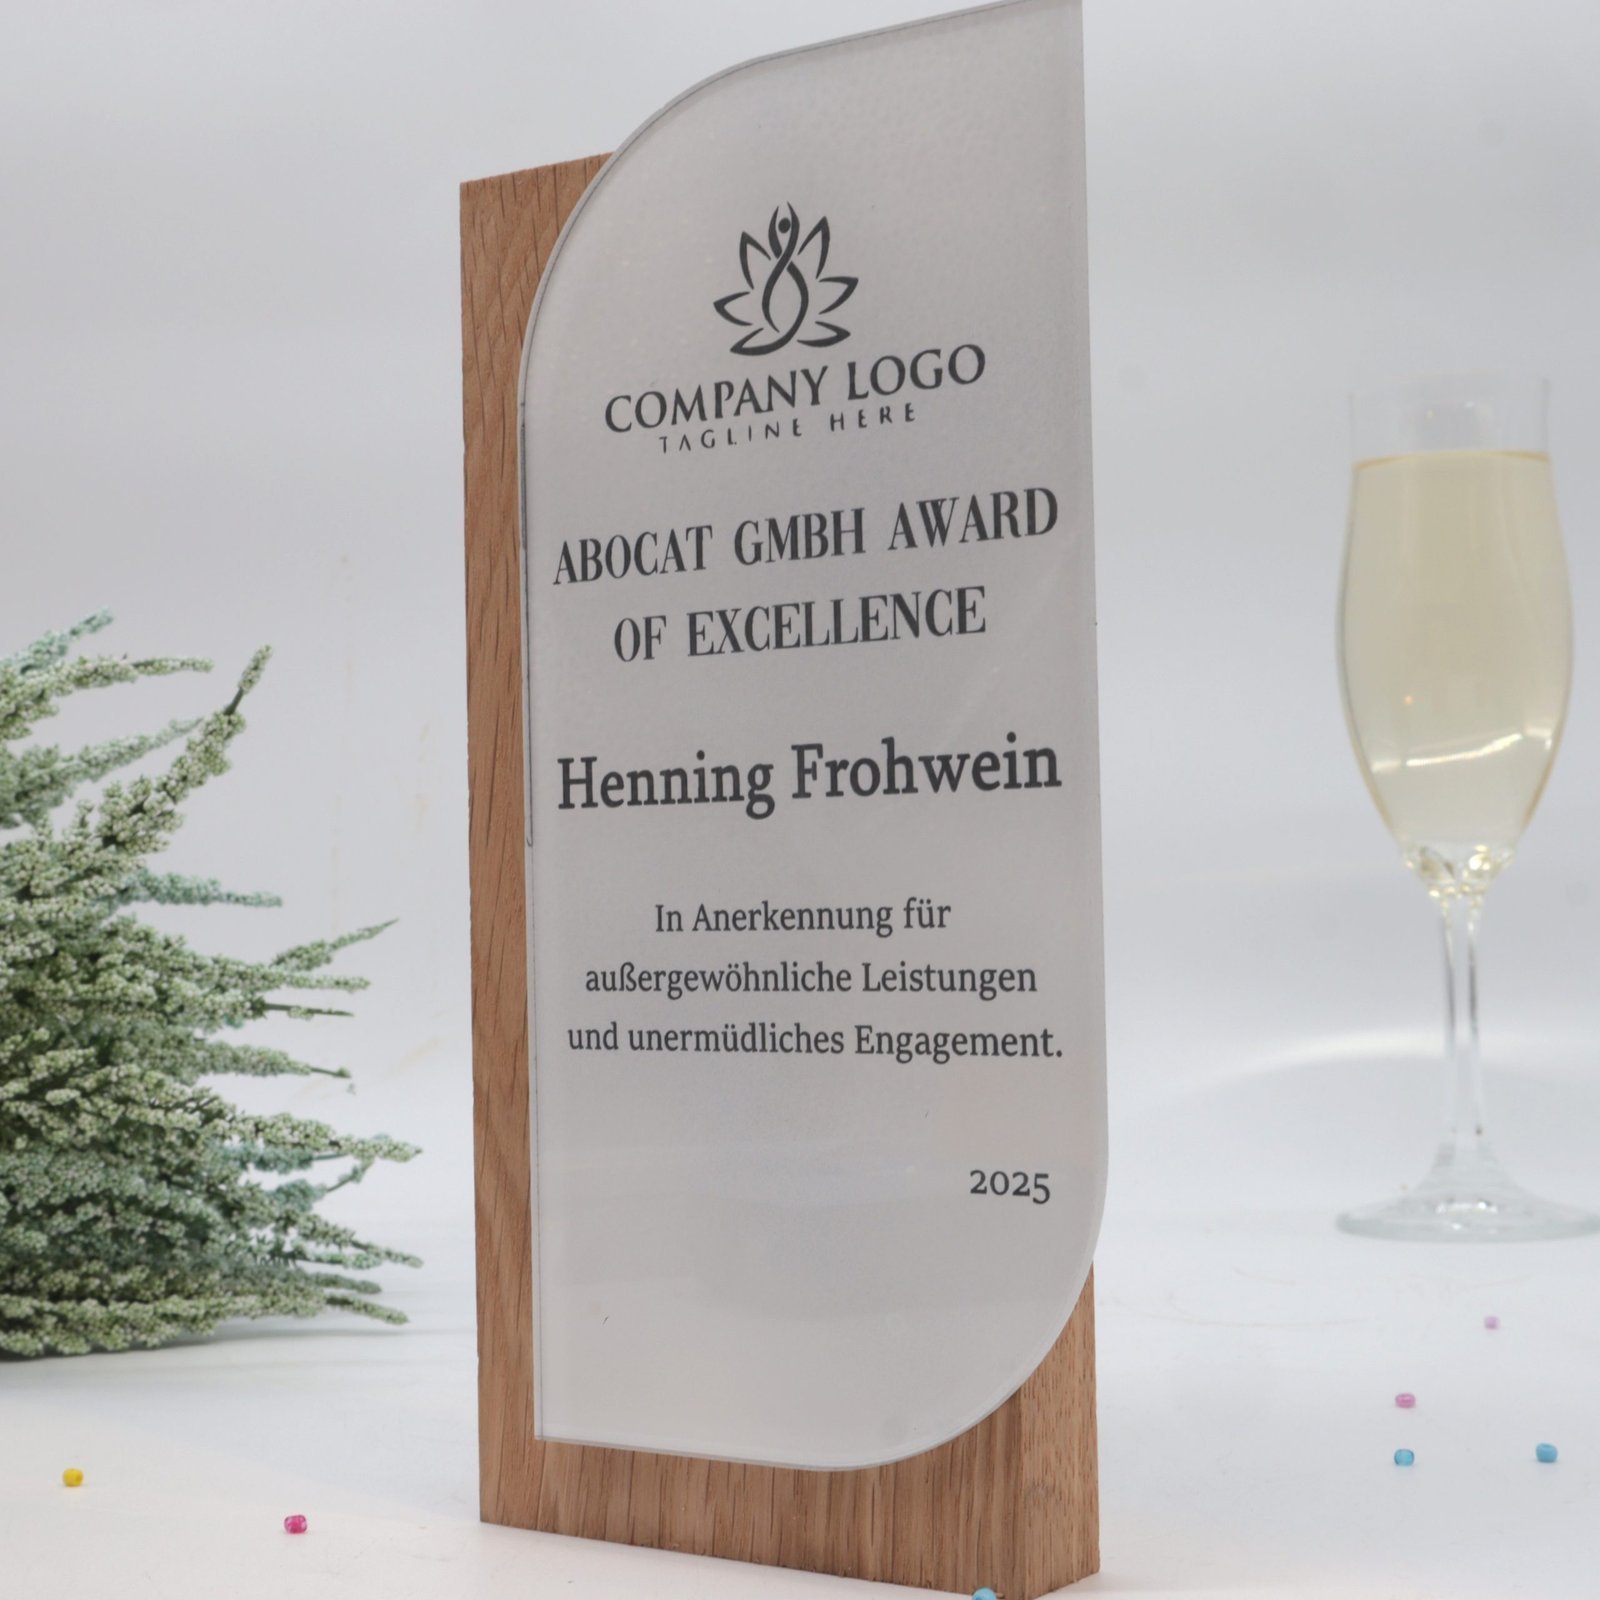 COMPANY LOGO
TAGLINE HERE
ABOCAT GMBH AWARD
OF EXCELLENCE
Henning Frohwein
In Anerkennung für
außergewöhnliche Leistungen
und unermüdliches Engagement.
2025